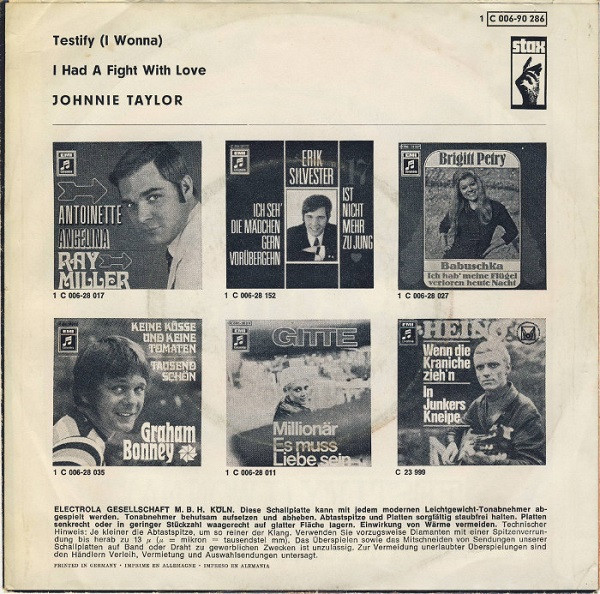 1 C 006-90 286
Testify (I Wonna)
I Had A Fight With Love
JOHNNIE TAYLOR
stax
EMI
ANTOINETTE
ANGELINA
RAY
MILLER
1 C 006-28 017
EMI
ERIK
SILVESTER
17
ICH SEH'
DIE MÄDCHEN
GERN
VORÜBERGEHN
IST
NICHT
MEHR
ZU JUNG
1 C 006-28 152
EMI
Brigitt Petry
Babuschka
Ich hab' meine Flügel
verloren heute Nacht
1 C 006-28 027
EMI
KEINE KÜSSE
UND KEINE
TOMATEN
TAUSEND
SCHÖN
Graham
Bonney
1 C 006-28 035
EMI
GITTE
Millionär
Es muss
Liebe sein
1 C 006-28 011
EMI
HEINO
Wenn die
Kraniche
zieh'n
In
Junkers
Kneipe
C 23 999
ELECTROLA GESELLSCHAFT M. B. H. KÖLN. Diese Schallplatte kann mit jedem modernen Leichtgewicht-Tonabnehmer ab-
gespielt werden. Tonabnehmer behutsam aufsetzen und abheben. Abtastspitze und Platten sorgfältig staubfrei halten. Platten
senkrecht oder in geringer Stückzahl waagerecht auf glatter Fläche lagern. Einwirkung von Wärme vermeiden. Technischer
Hinweis: Je kleiner die Abtastspitze, um so reiner der Klang. Verwenden Sie vorzugsweise Diamanten mit einer Spitzenverrun-
dung bis herab zu 13 µ (µ = mikron = tausendstel mm). Das Überspielen sowie das Mitschneiden von Sendungen unserer
Schallplatten auf Band oder Draht zu gewerblichen Zwecken ist unzulässig. Zur Vermeidung unerlaubter Überspielungen sind
den Händlern Verleih, Vermietung und Auswahlsendungen untersagt.
PRINTED IN GERMANY · IMPRIMÉ EN ALLEMAGNE · IMPRESO EN ALEMANIA